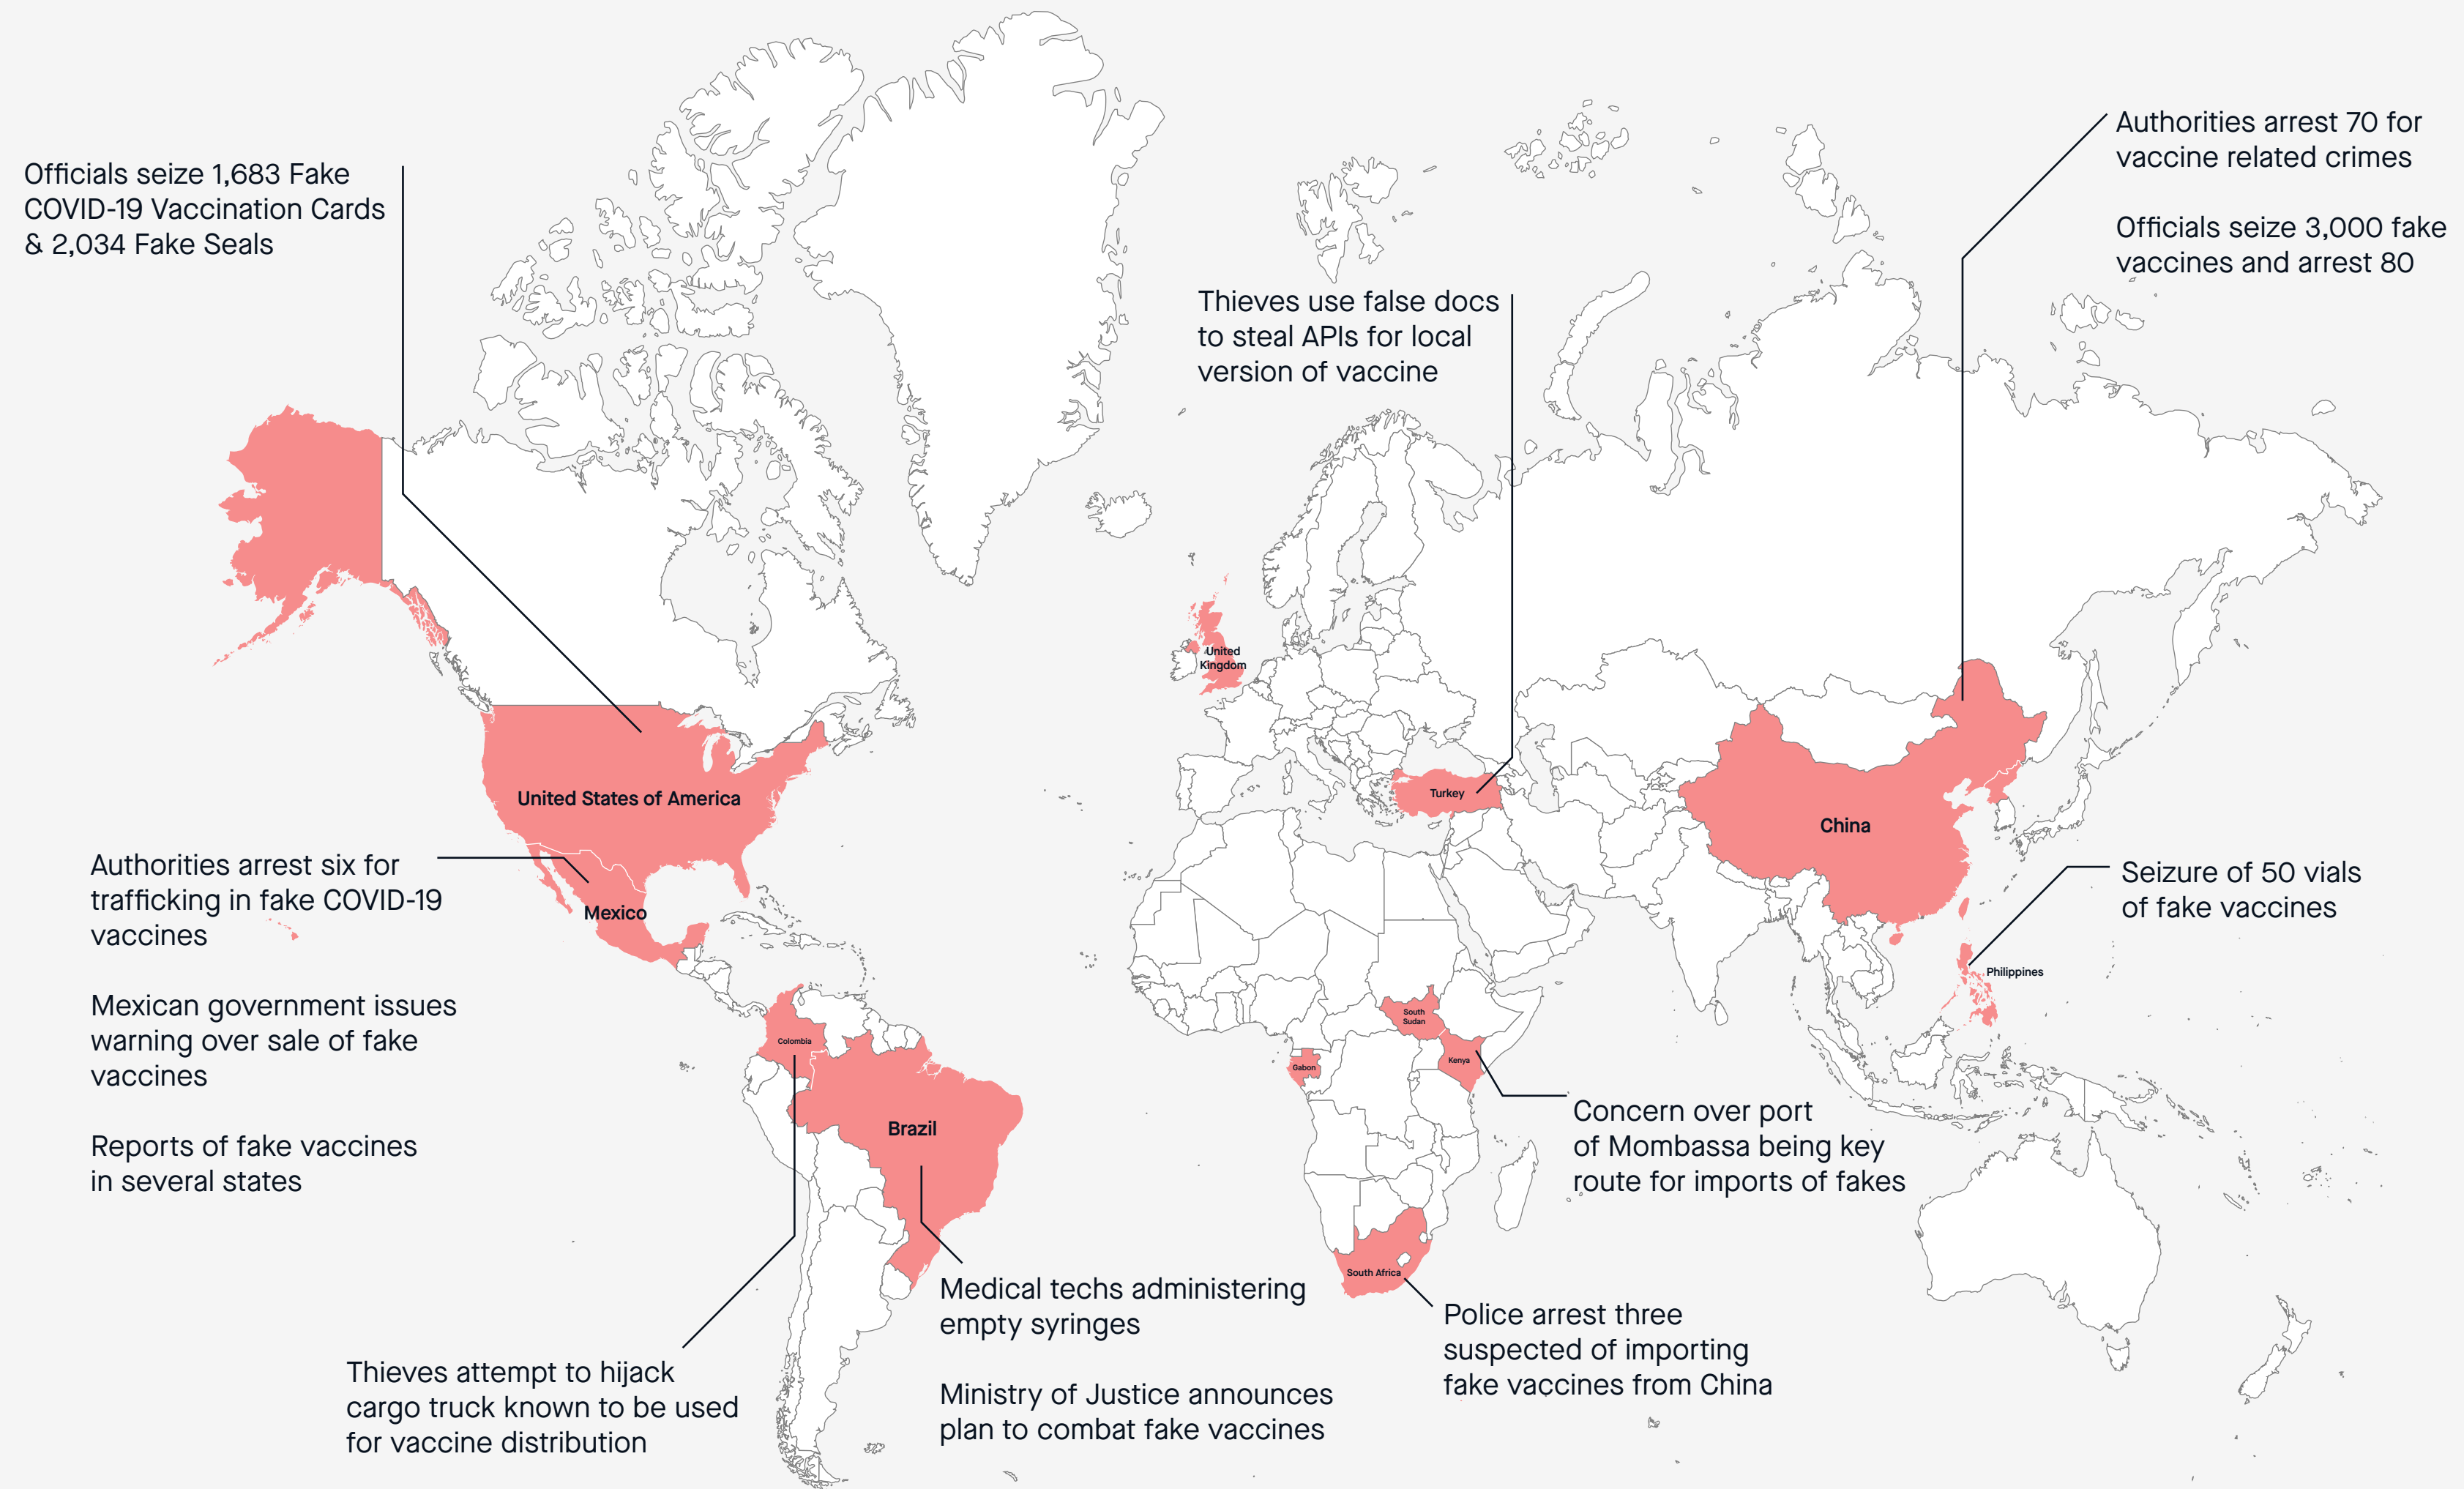 Officials seize 1,683 Fake
COVID-19 Vaccination Cards
& 2,034 Fake Seals
Authorities arrest 70 for
vaccine related crimes
Officials seize 3,000 fake
vaccines and arrest 80
Thieves use false docs
to steal APIs for local
version of vaccine
United
Kingdom
United States of America
Turkey
China
Authorities arrest six for
trafficking in fake COVID-19
vaccines
Mexican government issues
warning over sale of fake
vaccines
Reports of fake vaccines
in several states
Mexico
Seizure of 50 vials
of fake vaccines
Philippines
South
Sudan
Colombia
Gabon
Kenya
Brazil
Concern over port
of Mombassa being key
route for imports of fakes
South Africa
Medical techs administering
empty syringes
Ministry of Justice announces
plan to combat fake vaccines
Police arrest three
suspected of importing
fake vaccines from China
Thieves attempt to hijack
cargo truck known to be used
for vaccine distribution